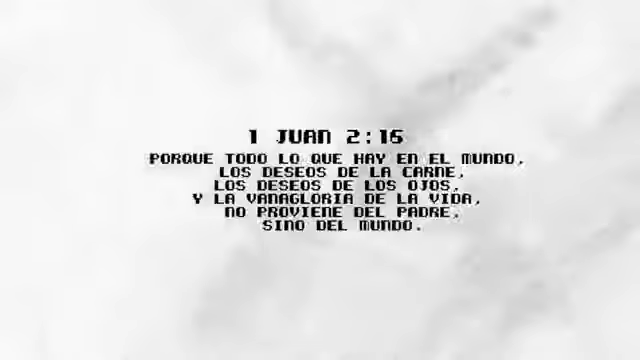 1 JUAN 2:16
PORQUE TODO LO QUE HAY EN EL MUNDO,
LOS DESEOS DE LA CARNE,
LOS DESEOS DE LOS OJOS,
Y LA VANAGLORIA DE LA VIDA,
NO PROVIENE DEL PADRE,
SINO DEL MUNDO.